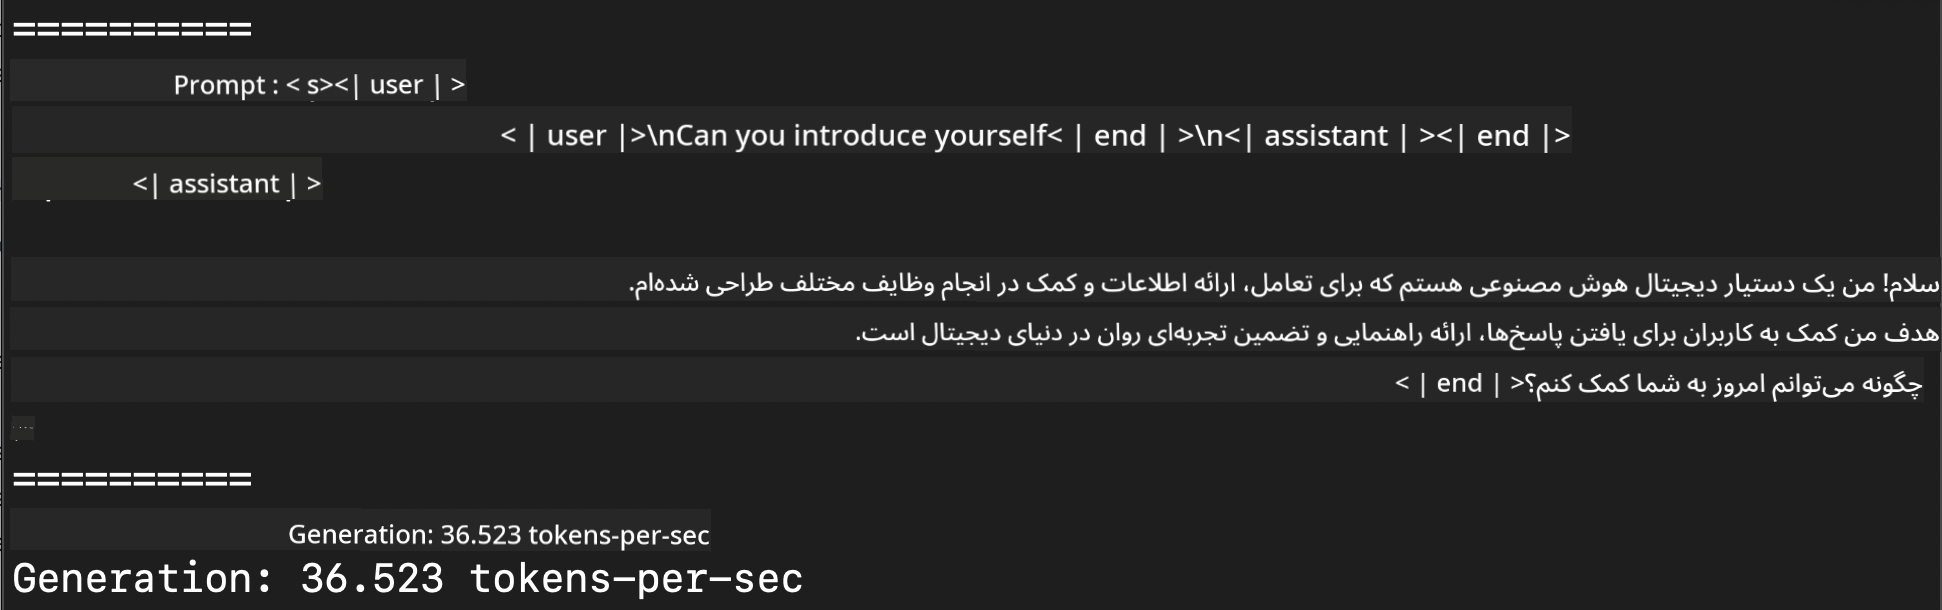 ==========
Prompt : < s><| user | >
< | user |>\nCan you introduce yourself< | end | >\n<| assistant | ><| end |>
<| assistant | >
سلام! من یک دستیار دیجیتال هوش مصنوعی هستم که برای تعامل، ارائه اطلاعات و کمک در انجام وظایف مختلف طراحی شده‌ام.
هدف من کمک به کاربران برای یافتن پاسخ‌ها، ارائه راهنمایی و تضمین تجربه‌ای روان در دنیای دیجیتال است.
چگونه می‌توانم امروز به شما کمک کنم؟< | end | >
==========
Generation: 36.523 tokens-per-sec
Generation: 36.523 tokens-per-sec